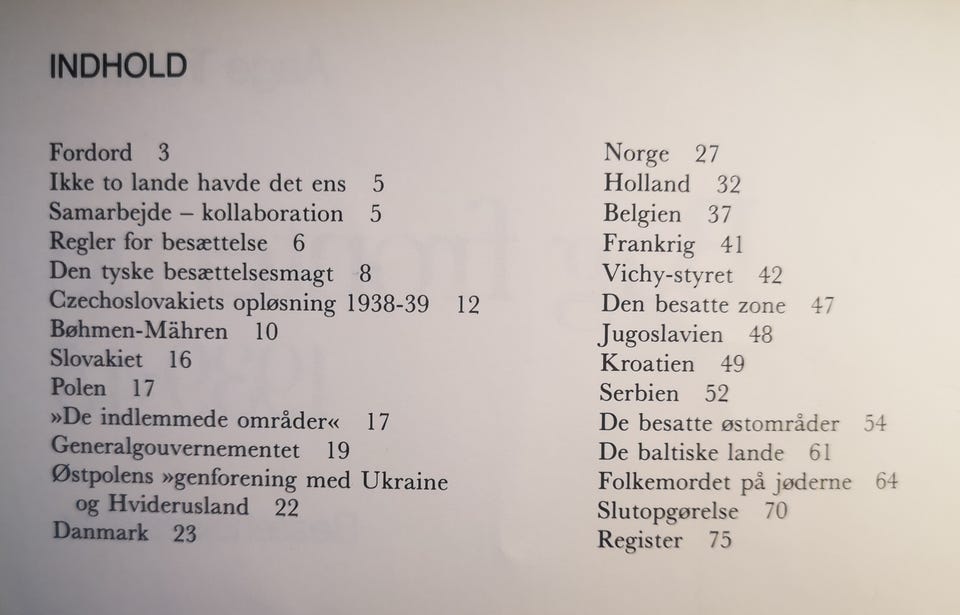 INDHOLD
Fordord 3
Ikke to lande havde det ens 5
Samarbejde – kollaboration 5
Regler for besættelse 6
Den tyske besættelsesmagt 8
Czechoslovakiets opløsning 1938-39 12
Bøhmen-Mähren 10
Slovakiet 16
Polen 17
»De indlemmede områder« 17
Generalgouvernementet 19
Østpolens »genforening med Ukraine
og Hviderusland 22
Danmark 23
Norge 27
Holland 32
Belgien 37
Frankrig 41
Vichy-styret 42
Den besatte zone 47
Jugoslavien 48
Kroatien 49
Serbien 52
De besatte østområder 54
De baltiske lande 61
Folkemordet på jøderne 64
Slutopgørelse 70
Register 75